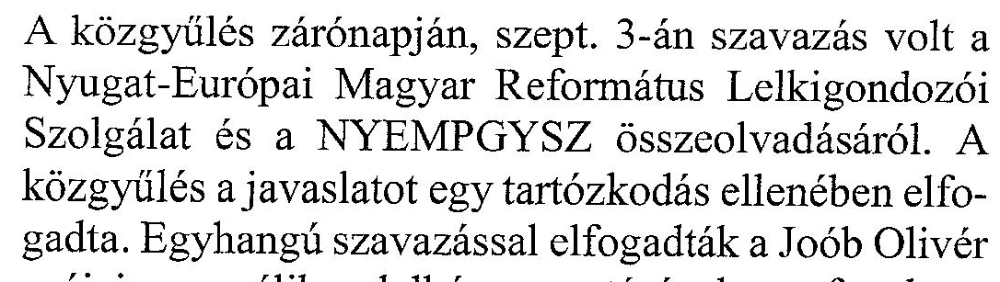 A közgyűlés zárónapján, szept. 3-án szavazás volt a
Nyugat-Európai Magyar Református Lelkigondozói
Szolgálat és a NYEMPGYSZ összeolvadásáról. A
közgyűlés a javaslatot egy tartózkodás ellenében elfo-
gadta. Egyhangú szavazással elfogadták a Joób Olivér